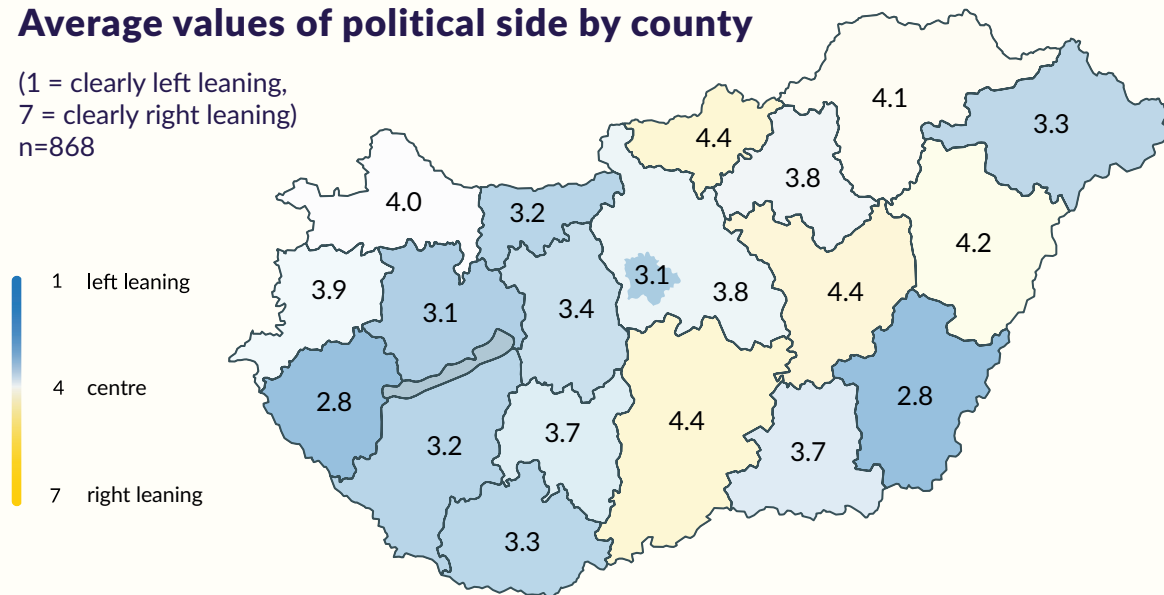 Average values of political side by county
(1 = clearly left leaning,
7 = clearly right leaning)
n=868
4.1
3.3
4.4
3.8
4.0
3.2
4.2
3.1
3.8
4.4
3.9
3.1
3.4
1 left leaning
4 centre
7 right leaning
2.8
2.8
3.2
3.7
4.4
3.7
3.3